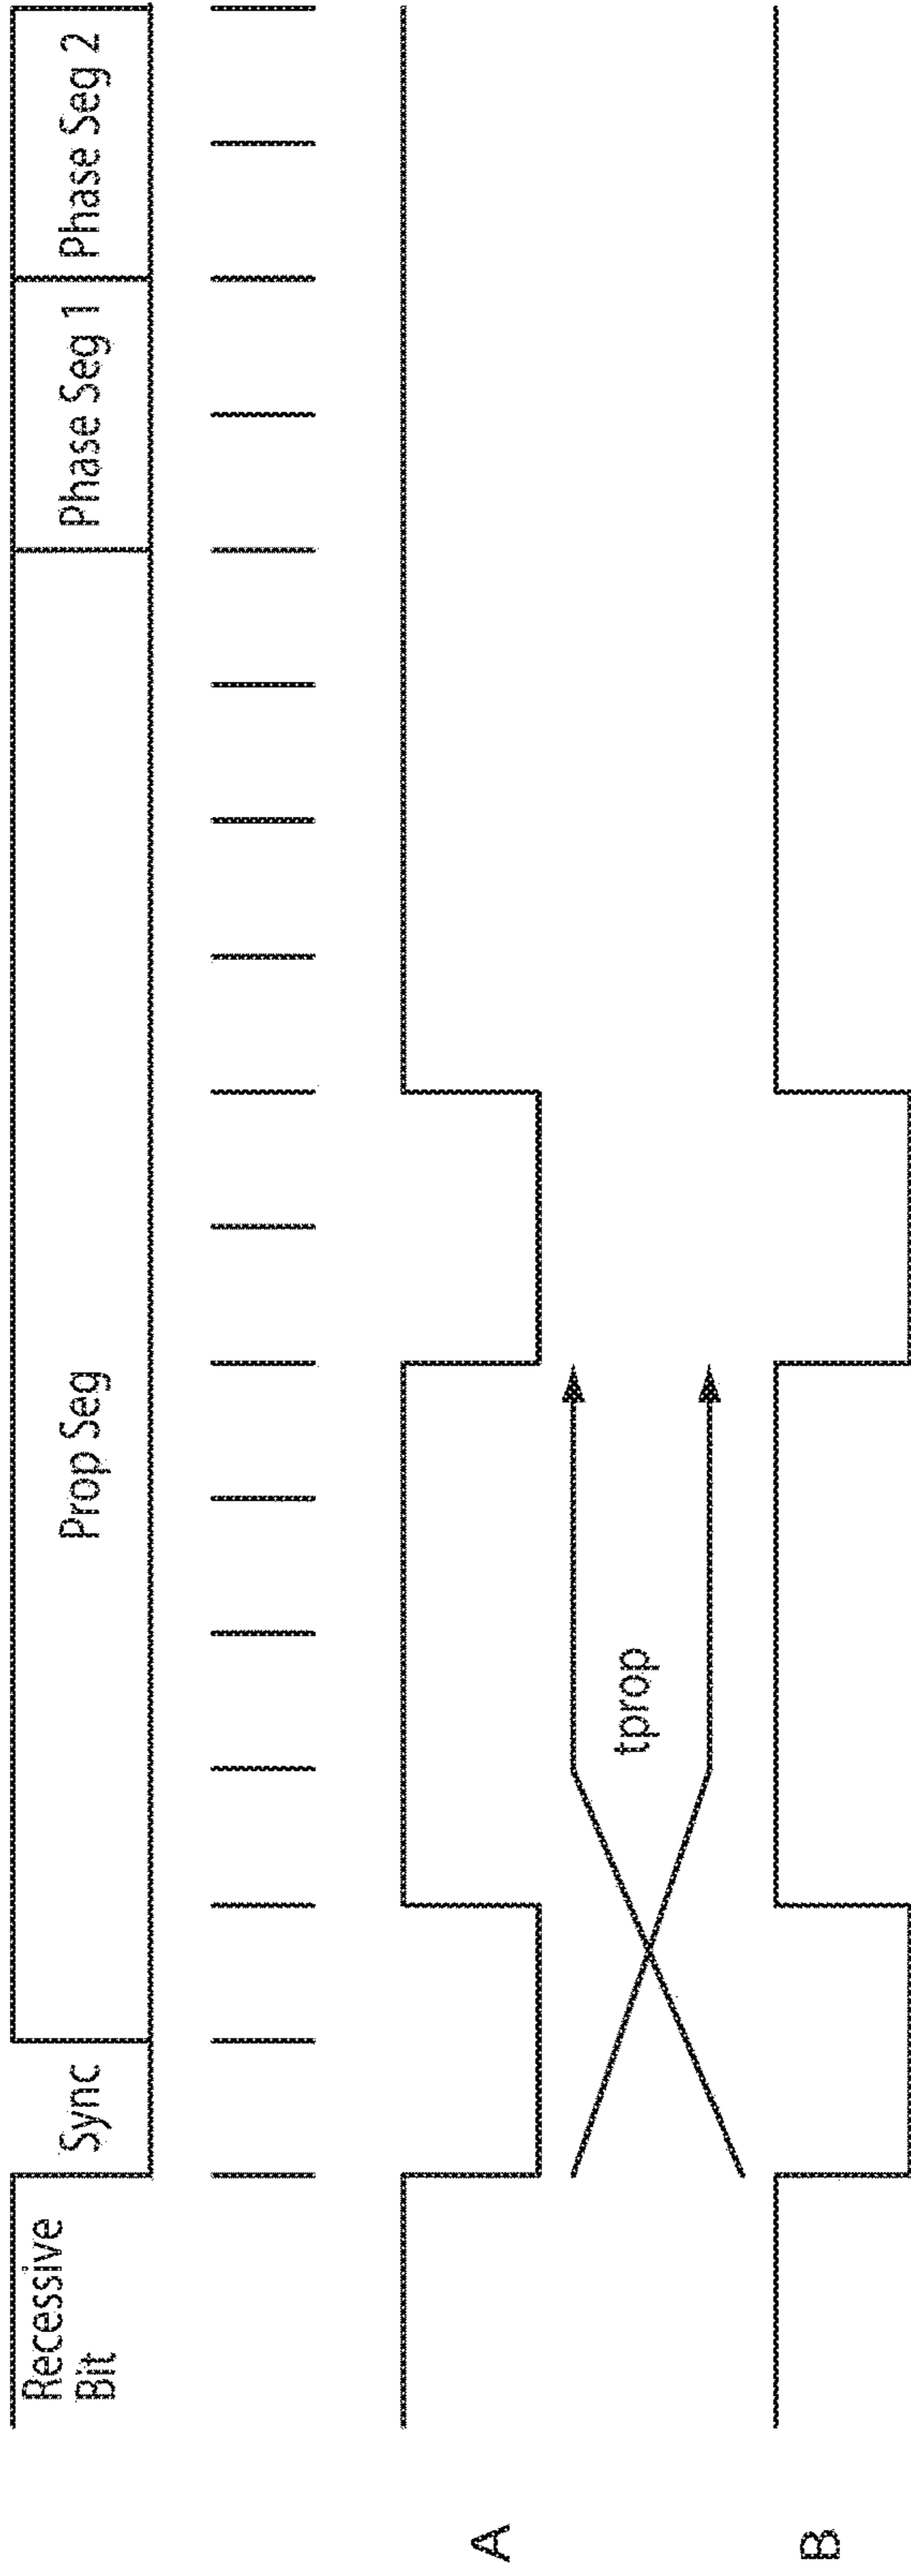 Recessive
Bit
Sync
Prop Seg
Phase Seg 1
Phase Seg 2
A
tprop
B